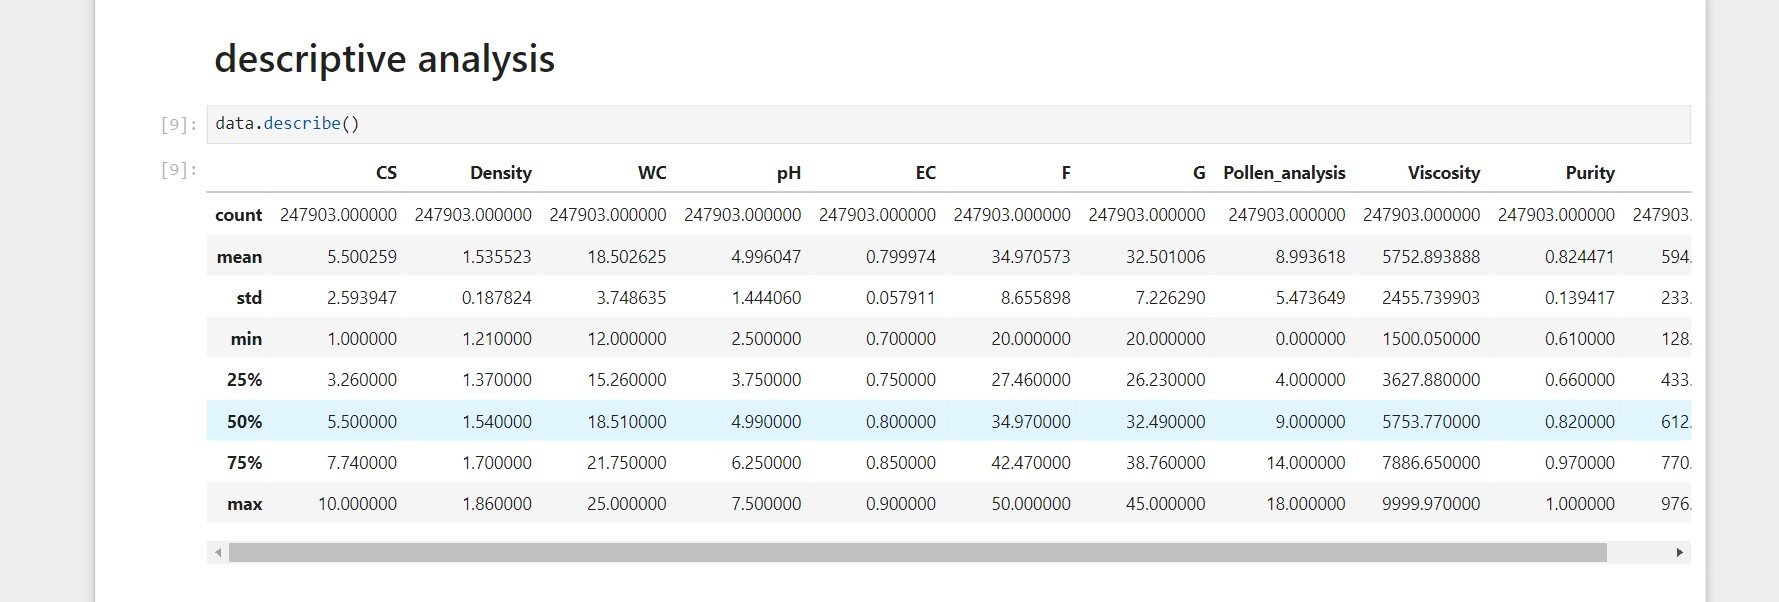 descriptive analysis
[9]: data.describe()
[9]: CS Density WC pH EC F G Pollen_analysis Viscosity Purity
count 247903.000000 247903.000000 247903.000000 247903.000000 247903.000000 247903.000000 247903.000000 247903.000000 247903.000000 247903.000000 247903.
mean 5.500259 1.535523 18.502625 4.996047 0.799974 34.970573 32.501006 8.993618 5752.893888 0.824471 594.
std 2.593947 0.187824 3.748635 1.444060 0.057911 8.655898 7.226290 5.473649 2455.739903 0.139417 233.
min 1.000000 1.210000 12.000000 2.500000 0.700000 20.000000 20.000000 0.000000 1500.050000 0.610000 128.
25% 3.260000 1.370000 15.260000 3.750000 0.750000 27.460000 26.230000 4.000000 3627.880000 0.660000 433.
50% 5.500000 1.540000 18.510000 4.990000 0.800000 34.970000 32.490000 9.000000 5753.770000 0.820000 612.
75% 7.740000 1.700000 21.750000 6.250000 0.850000 42.470000 38.760000 14.000000 7886.650000 0.970000 770.
max 10.000000 1.860000 25.000000 7.500000 0.900000 50.000000 45.000000 18.000000 9999.970000 1.000000 976.